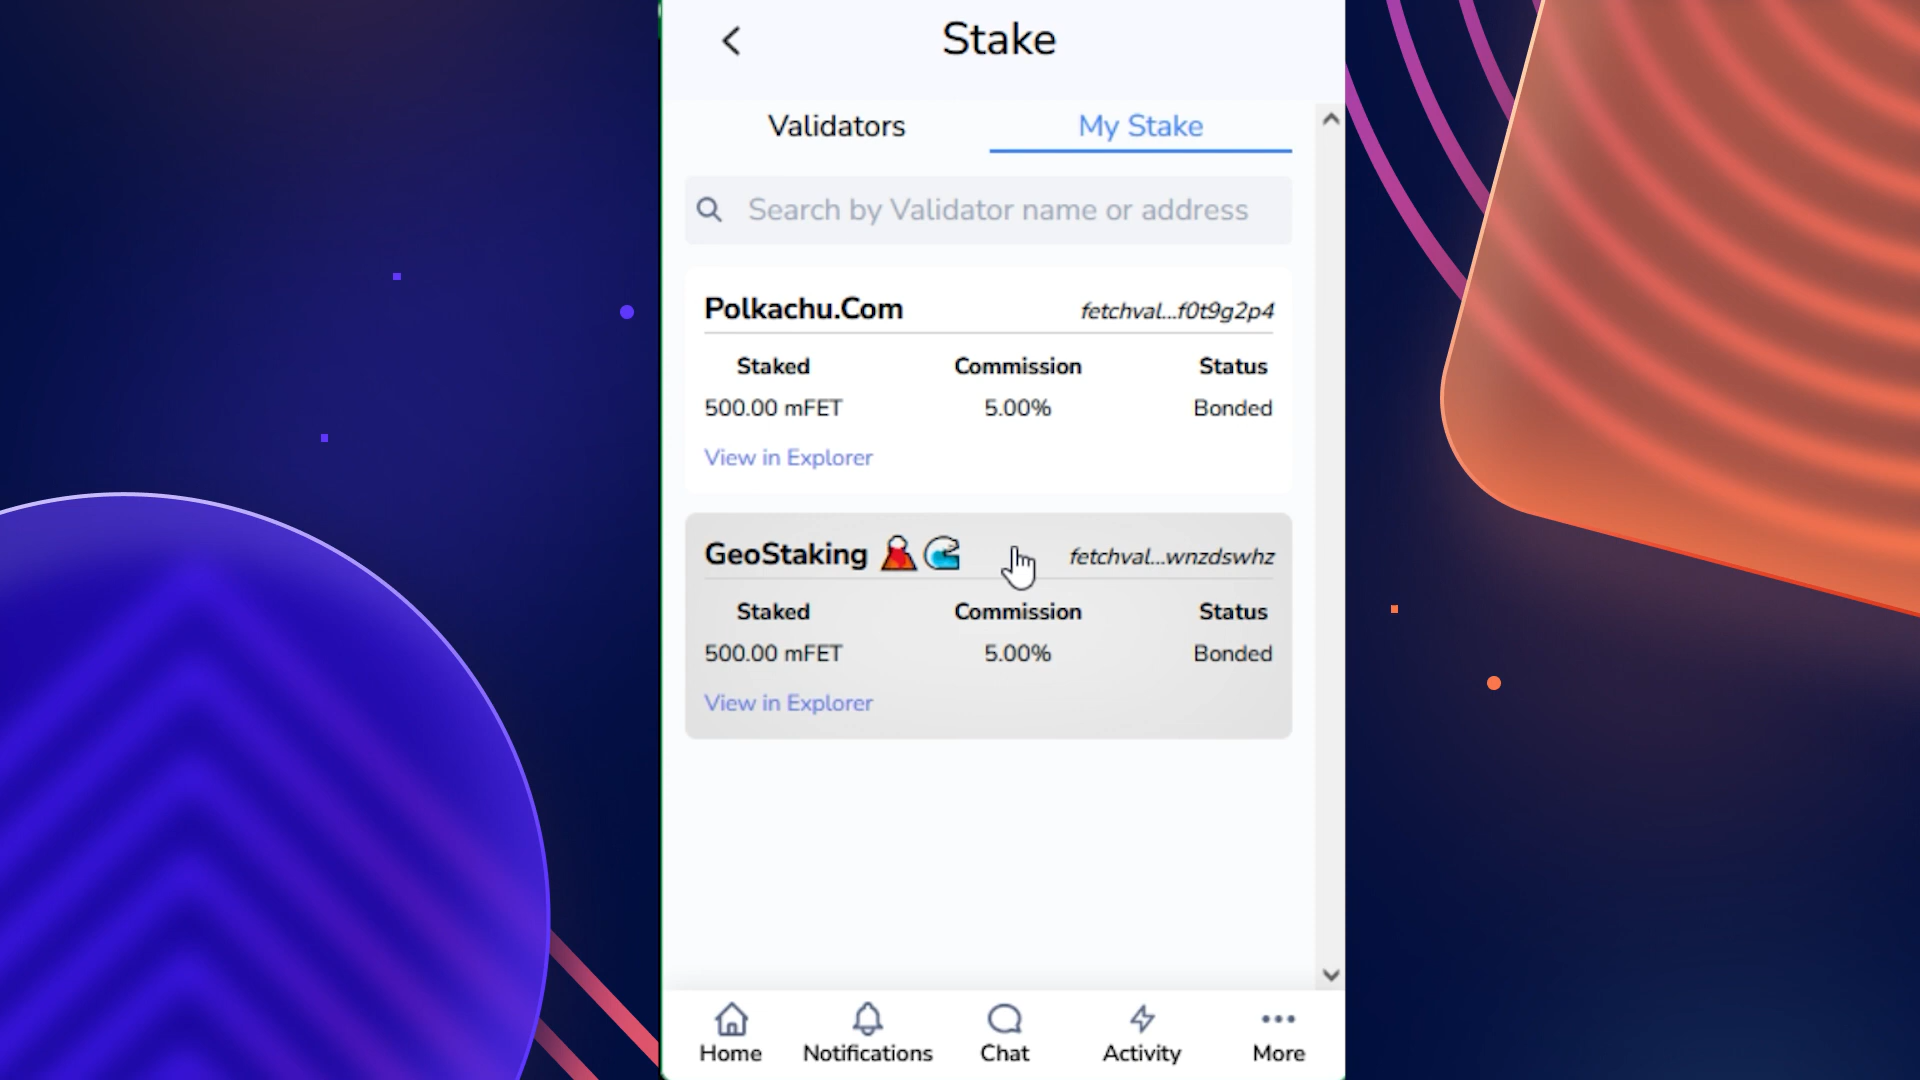 Stake
Validators My Stake
Search by Validator name or address
Polkachu.Com fetchval...f0t9g2p4
Staked Commission Status
500.00 mFET 5.00% Bonded
View in Explorer
GeoStaking 🌋🌊 fetchval...wnzdswhz
Staked Commission Status
500.00 mFET 5.00% Bonded
View in Explorer
Home Notifications Chat Activity More